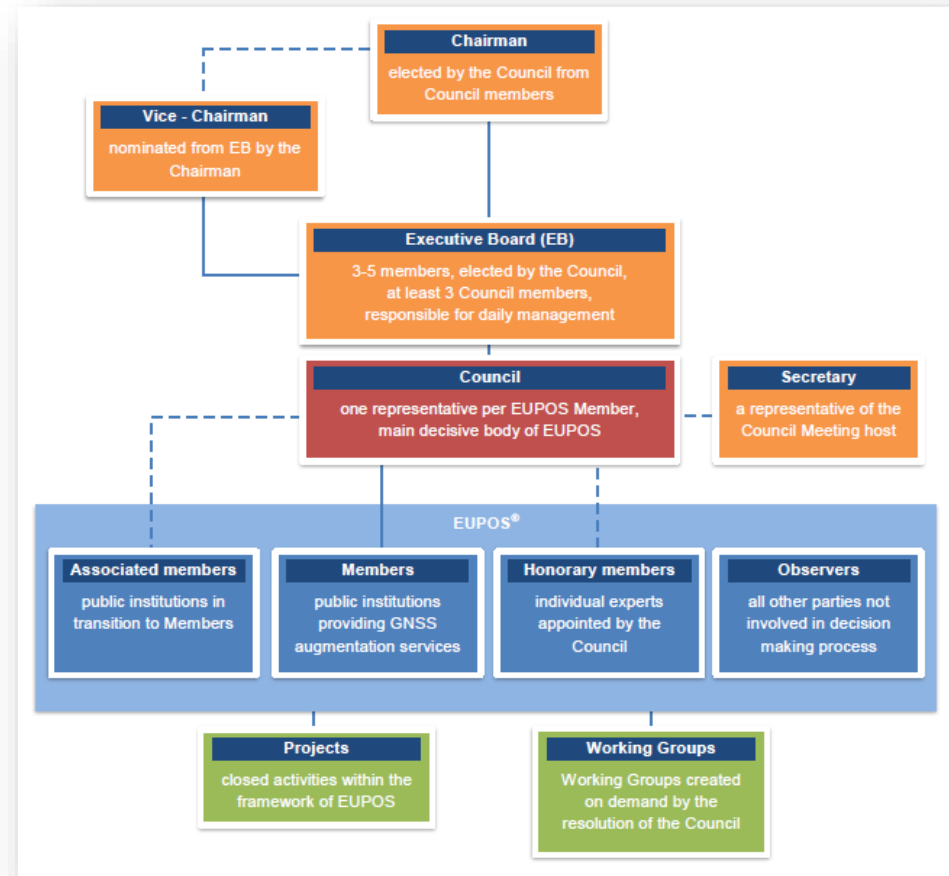 Chairman
elected by the Council from
Council members
Vice - Chairman
nominated from EB by the
Chairman
Executive Board (EB)
3-5 members, elected by the Council,
at least 3 Council members,
responsible for daily management
Council
one representative per EUPOS Member,
main decisive body of EUPOS
Secretary
a representative of the
Council Meeting host
EUPOS®
Associated members
public institutions in
transition to Members
Members
public institutions
providing GNSS
augmentation services
Honorary members
individual experts
appointed by the
Council
Observers
all other parties not
involved in decision
making process
Projects
closed activities within the
framework of EUPOS
Working Groups
Working Groups created
on demand by the
resolution of the Council